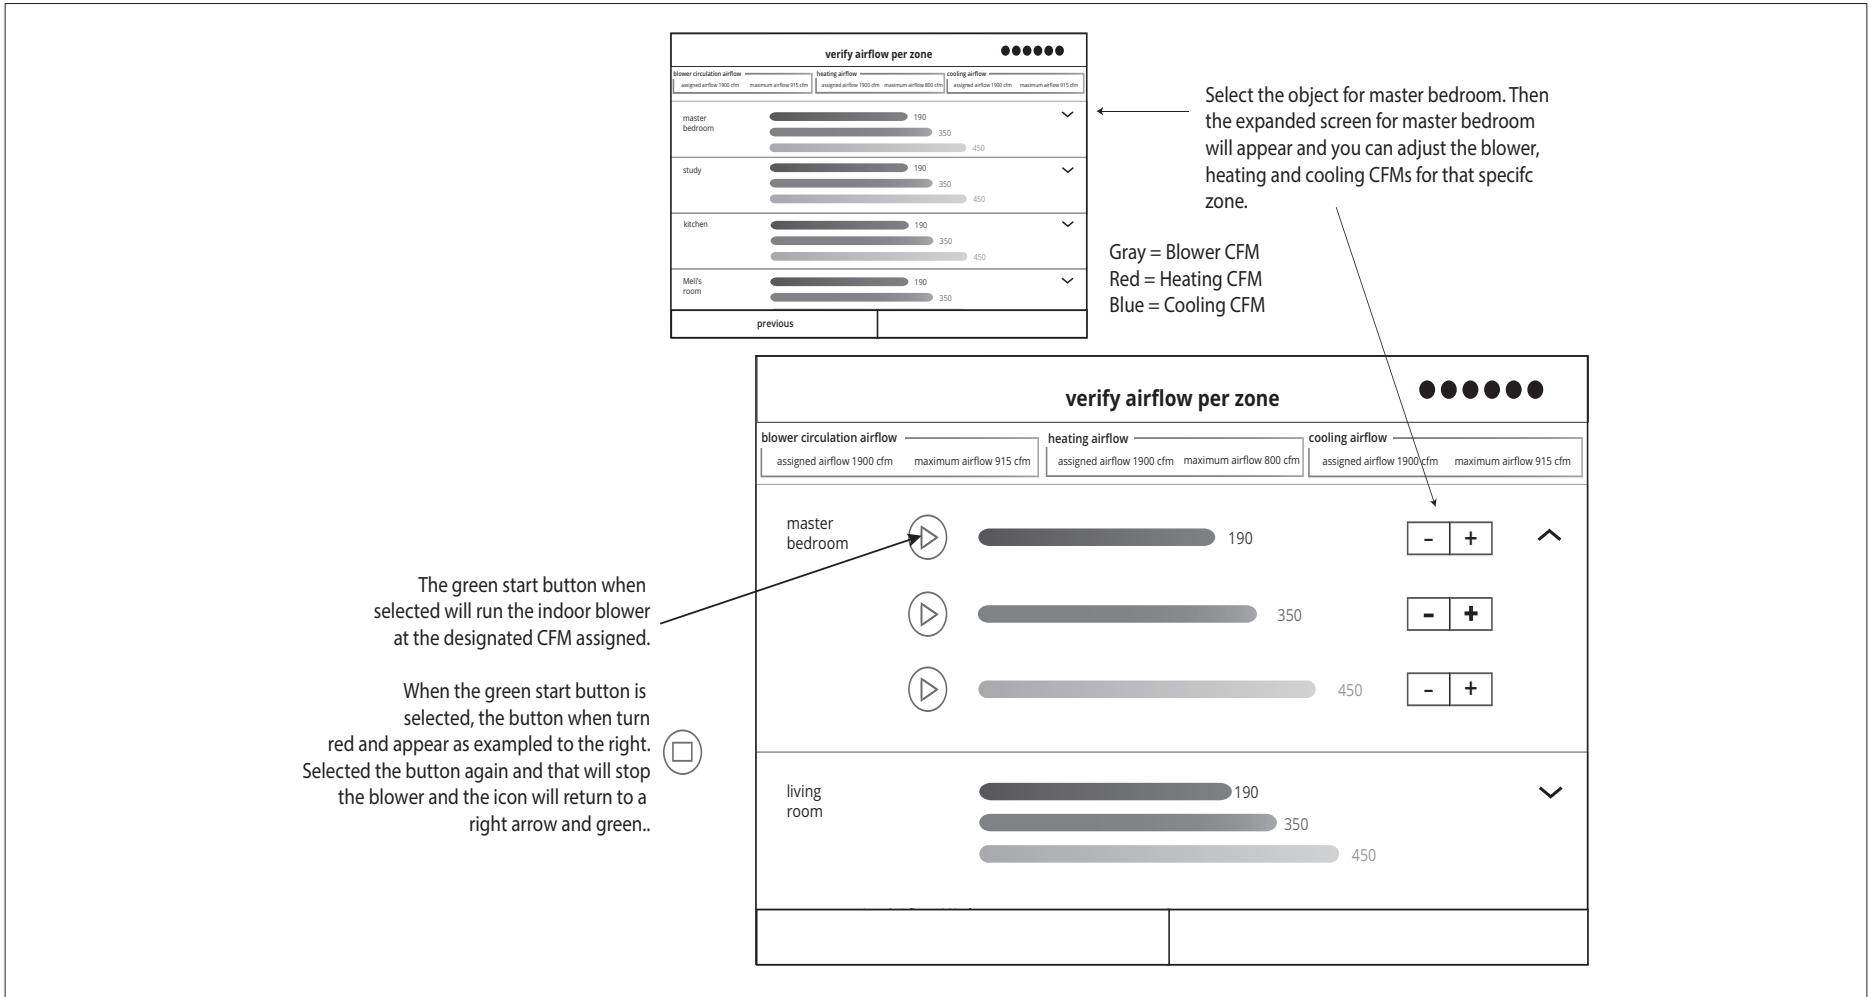 verify airflow per zone
blower circulation airflow
assigned airflow 1900 cfm maximum airflow 915 cfm
heating airflow
assigned airflow 1900 cfm maximum airflow 800 cfm
cooling airflow
assigned airflow 1900 cfm maximum airflow 915 cfm
master
bedroom
190
350
450
study
190
350
450
kitchen
190
350
450
Meli's
room
190
350
previous
Select the object for master bedroom. Then
the expanded screen for master bedroom
will appear and you can adjust the blower,
heating and cooling CFMs for that specifc
zone.
Gray = Blower CFM
Red = Heating CFM
Blue = Cooling CFM
verify airflow per zone
blower circulation airflow
assigned airflow 1900 cfm maximum airflow 915 cfm
heating airflow
assigned airflow 1900 cfm maximum airflow 800 cfm
cooling airflow
assigned airflow 1900 cfm maximum airflow 915 cfm
master
bedroom
190
- +
350
- +
450
- +
living
room
190
350
450
The green start button when
selected will run the indoor blower
at the designated CFM assigned.
When the green start button is
selected, the button when turn
red and appear as exampled to the right.
Selected the button again and that will stop
the blower and the icon will return to a
right arrow and green..